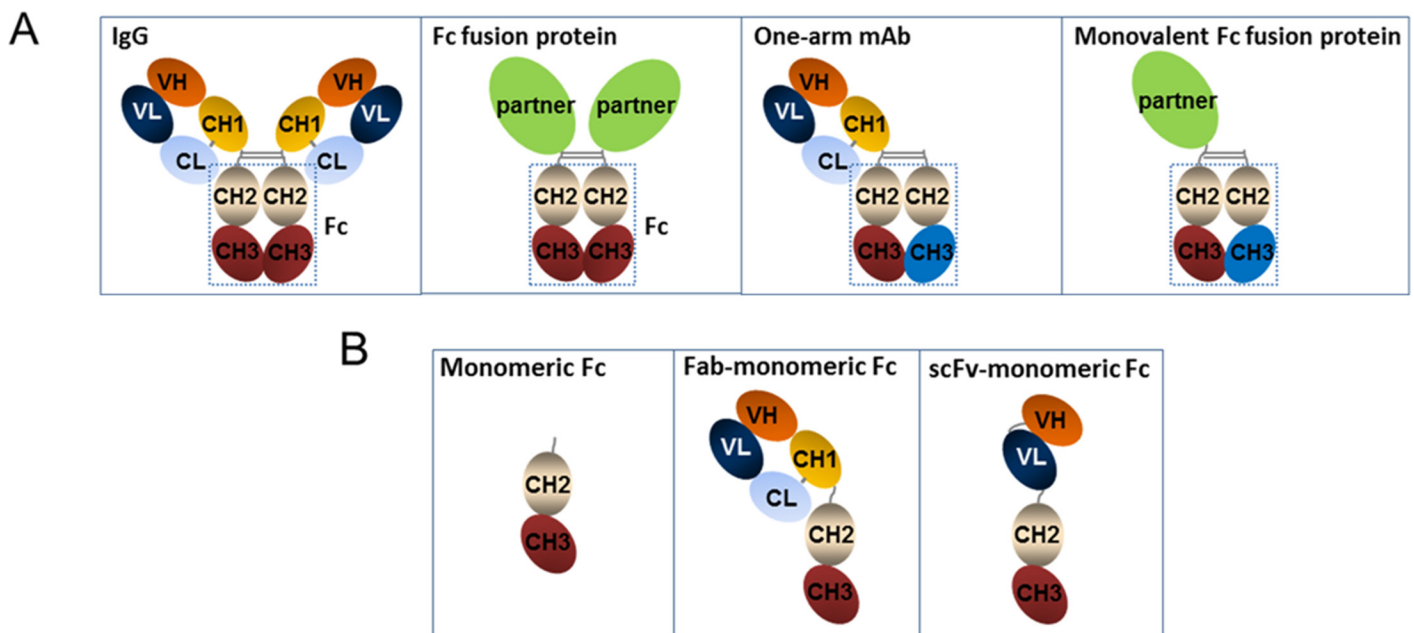 A
IgG
Fc fusion protein
One-arm mAb
Monovalent Fc fusion protein
VH
VH
VL
VL
CH1
CH1
CL
CL
CH2
CH2
CH3
CH3
Fc
partner
partner
CH2
CH2
CH3
CH3
Fc
VH
VL
CH1
CL
CH2
CH2
CH3
CH3
partner
CH2
CH2
CH3
CH3
B
Monomeric Fc
Fab-monomeric Fc
scFv-monomeric Fc
CH2
CH3
VH
VL
CH1
CL
CH2
CH3
VH
VL
CH2
CH3